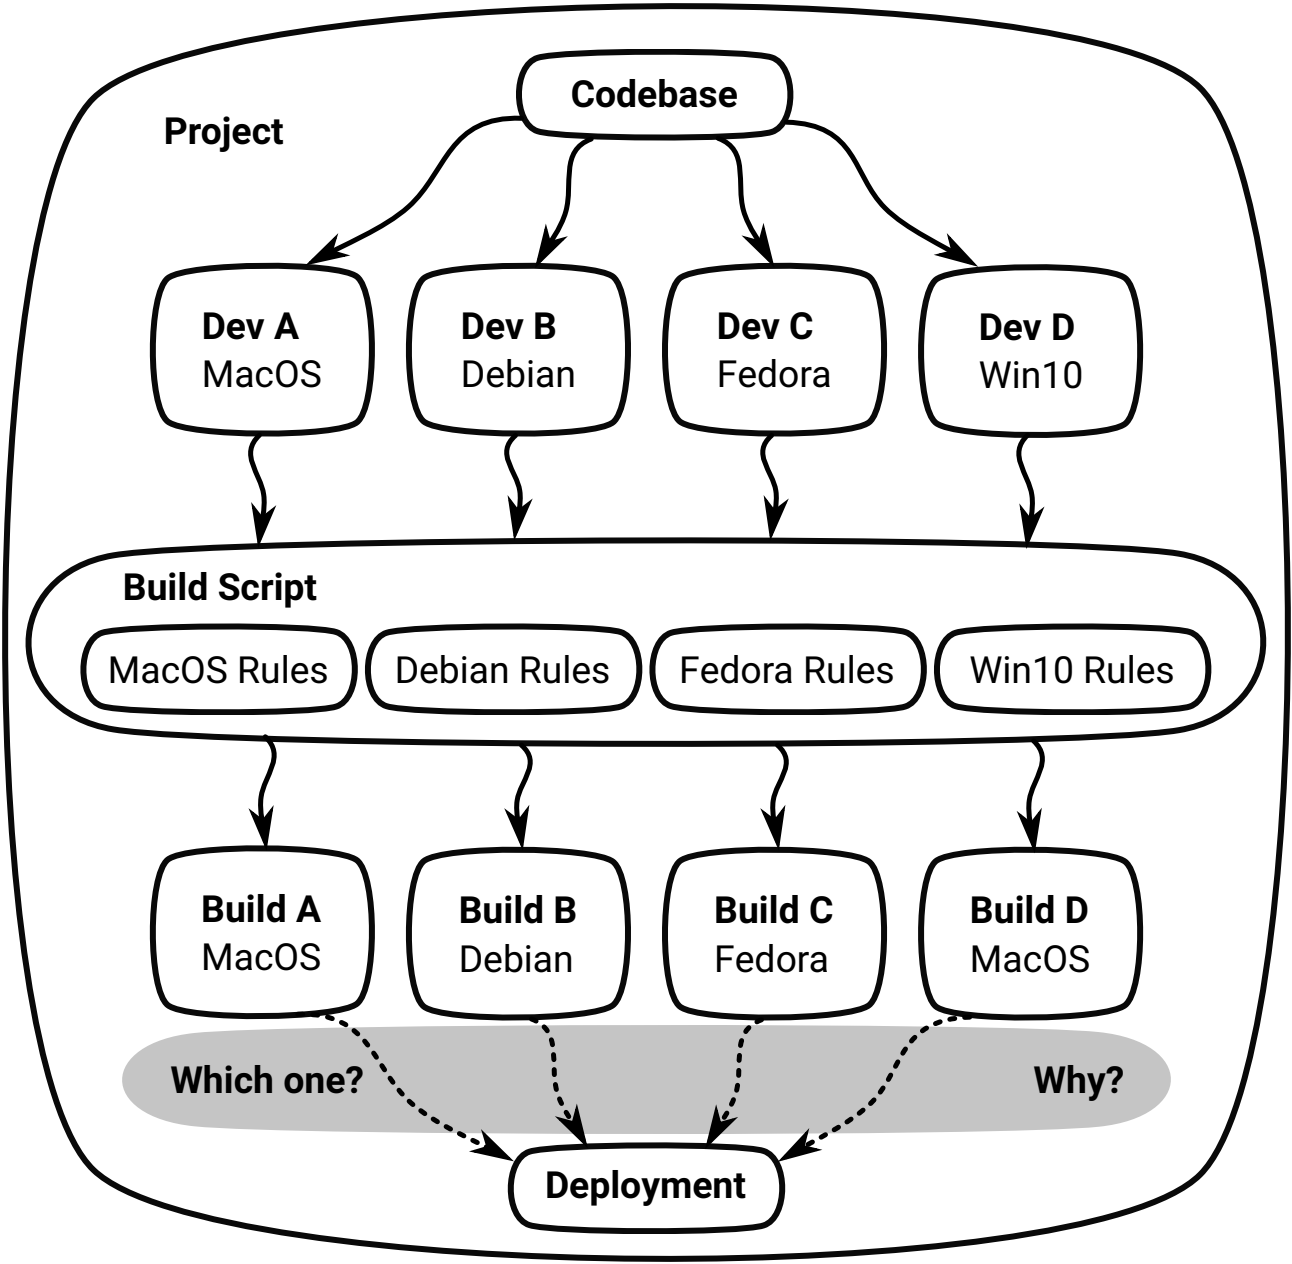 Codebase
Project
Dev A
MacOS
Dev B
Debian
Dev C
Fedora
Dev D
Win10
Build Script
MacOS Rules
Debian Rules
Fedora Rules
Win10 Rules
Build A
MacOS
Build B
Debian
Build C
Fedora
Build D
MacOS
Which one?
Why?
Deployment